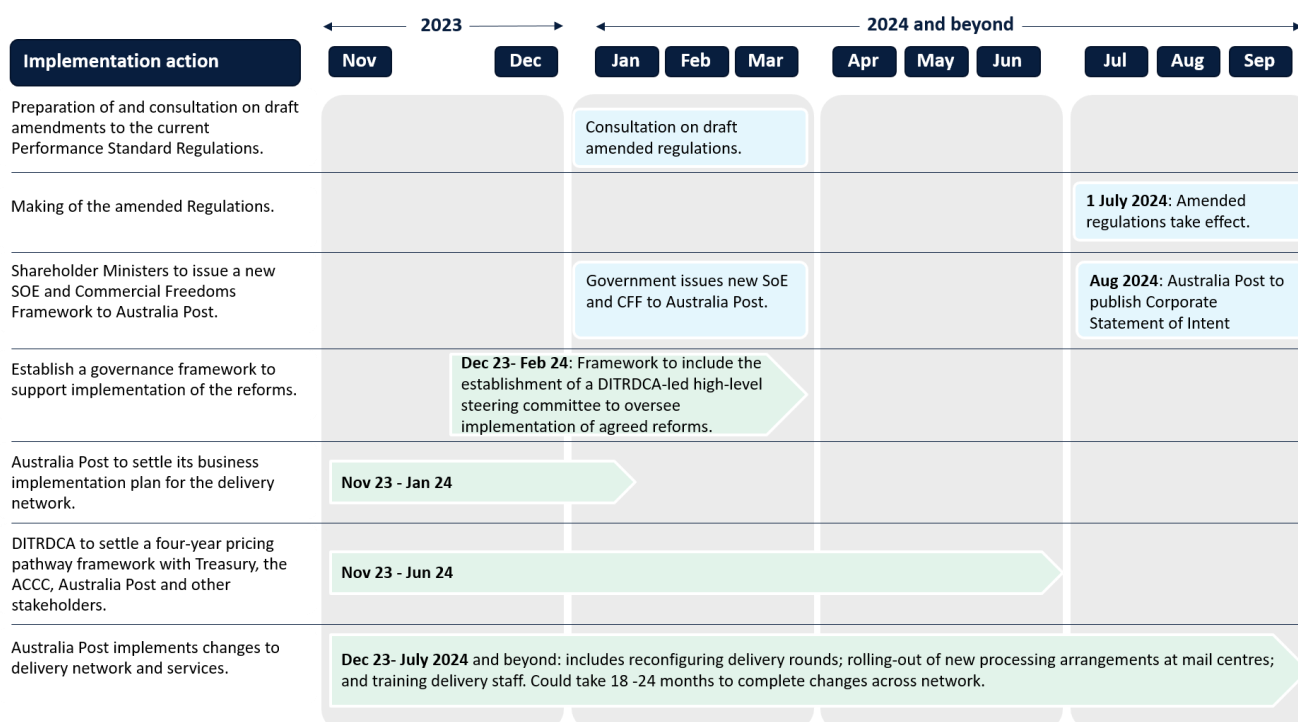 2023
2024 and beyond
Implementation action
Nov
Dec
Jan
Feb
Mar
Apr
May
Jun
Jul
Aug
Sep
Preparation of and consultation on draft
amendments to the current
Performance Standard Regulations.
Consultation on draft
amended regulations.
Making of the amended Regulations.
1 July 2024: Amended
regulations take effect.
Shareholder Ministers to issue a new
SOE and Commercial Freedoms
Framework to Australia Post.
Government issues new SoE
and CFF to Australia Post.
Aug 2024: Australia Post to
publish Corporate
Statement of Intent
Establish a governance framework to
support implementation of the reforms.
Dec 23- Feb 24: Framework to include the
establishment of a DITRDCA-led high-level
steering committee to oversee
implementation of agreed reforms.
Australia Post to settle its business
implementation plan for the delivery
network.
Nov 23 - Jan 24
DITRDCA to settle a four-year pricing
pathway framework with Treasury, the
ACCC, Australia Post and other
stakeholders.
Nov 23 - Jun 24
Australia Post implements changes to
delivery network and services.
Dec 23- July 2024 and beyond: includes reconfiguring delivery rounds; rolling-out of new processing arrangements at mail centres;
and training delivery staff. Could take 18 -24 months to complete changes across network.